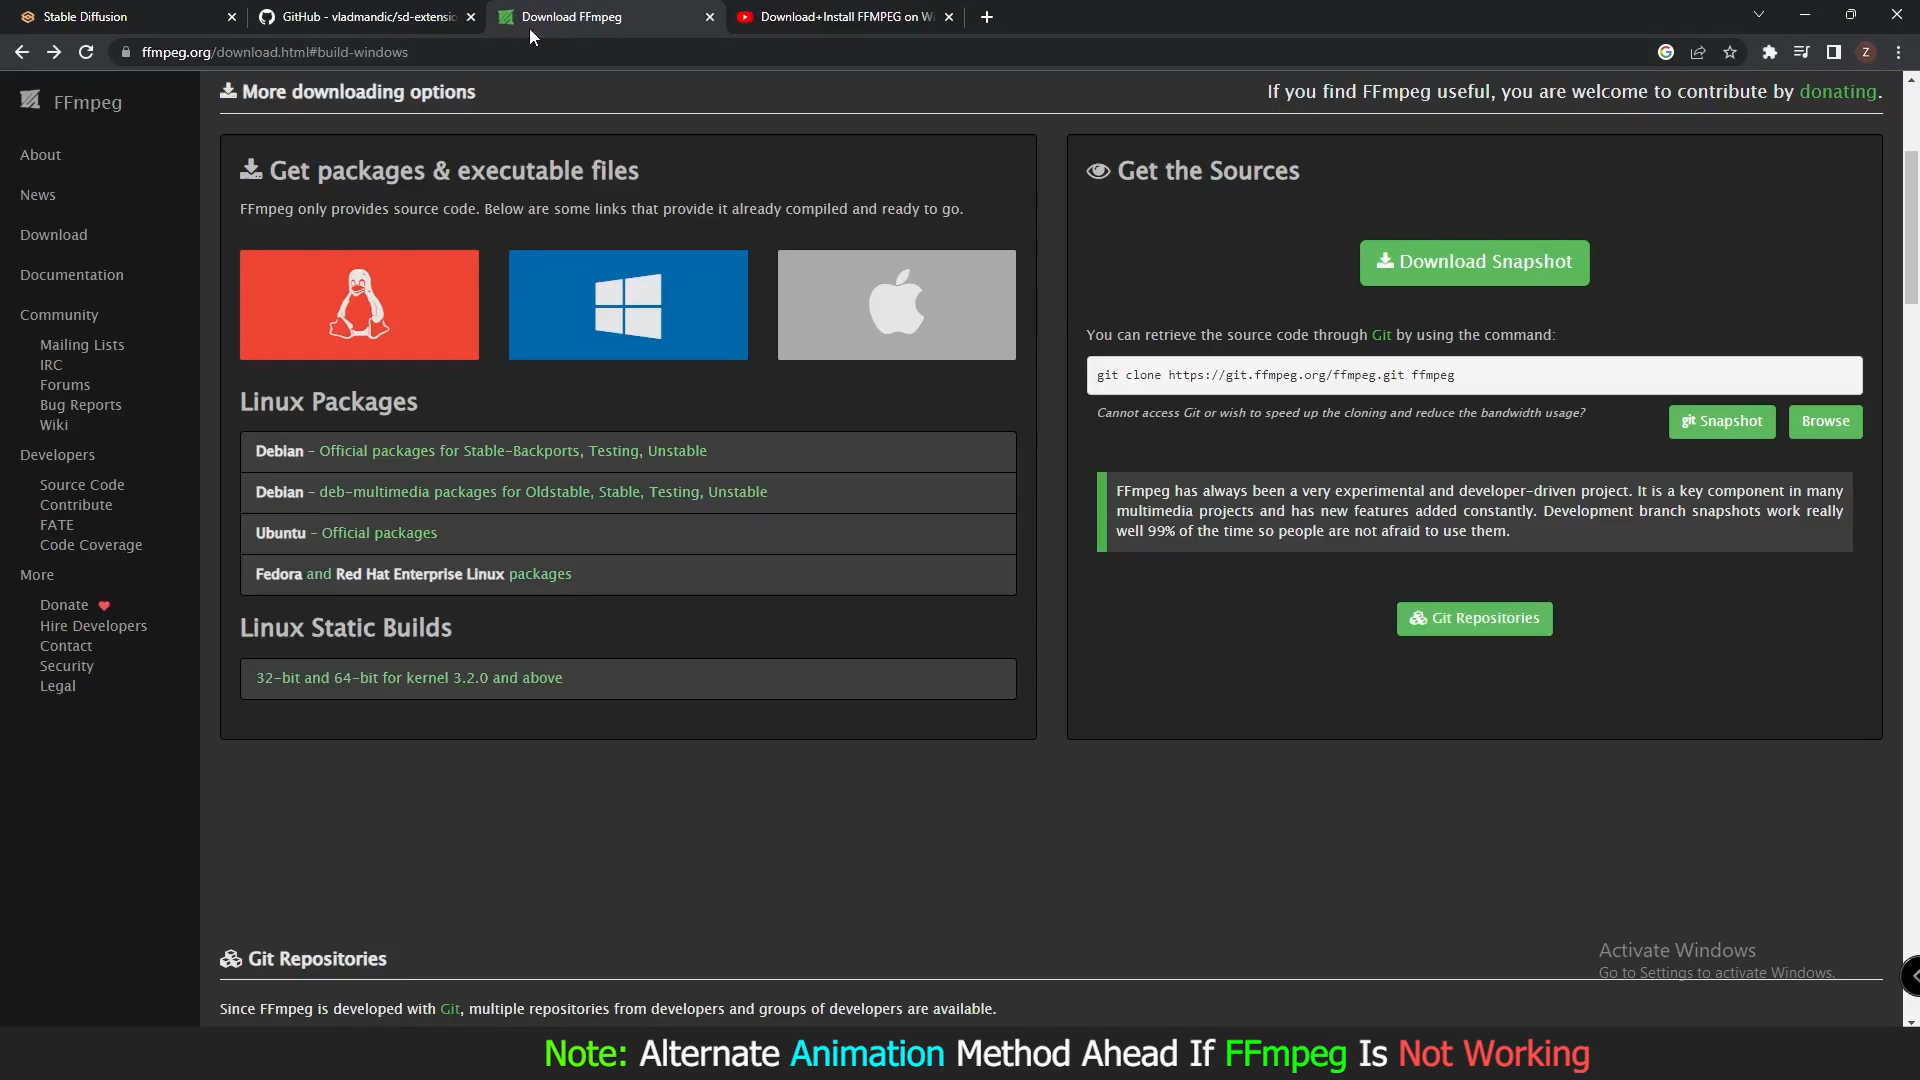 Stable Diffusion
GitHub - vladmandic/sd-extensio
Download FFmpeg
Download+Install FFMPEG on Wi
ffmpeg.org/download.html#build-windows
Z
FFmpeg
About
News
Download
Documentation
Community
Mailing Lists
IRC
Forums
Bug Reports
Wiki
Developers
Source Code
Contribute
FATE
Code Coverage
More
Donate
Hire Developers
Contact
Security
Legal
More downloading options
If you find FFmpeg useful, you are welcome to contribute by donating.
Get packages & executable files
FFmpeg only provides source code. Below are some links that provide it already compiled and ready to go.
Linux Packages
Debian – Official packages for Stable-Backports, Testing, Unstable
Debian – deb-multimedia packages for Oldstable, Stable, Testing, Unstable
Ubuntu – Official packages
Fedora and Red Hat Enterprise Linux packages
Linux Static Builds
32-bit and 64-bit for kernel 3.2.0 and above
Get the Sources
Download Snapshot
You can retrieve the source code through Git by using the command:
git clone https://git.ffmpeg.org/ffmpeg.git ffmpeg
Cannot access Git or wish to speed up the cloning and reduce the bandwidth usage?
git Snapshot
Browse
FFmpeg has always been a very experimental and developer-driven project. It is a key component in many
multimedia projects and has new features added constantly. Development branch snapshots work really
well 99% of the time so people are not afraid to use them.
Git Repositories
Git Repositories
Since FFmpeg is developed with Git, multiple repositories from developers and groups of developers are available.
Activate Windows
Go to Settings to activate Windows.
Note: Alternate Animation Method Ahead If FFmpeg Is Not Working